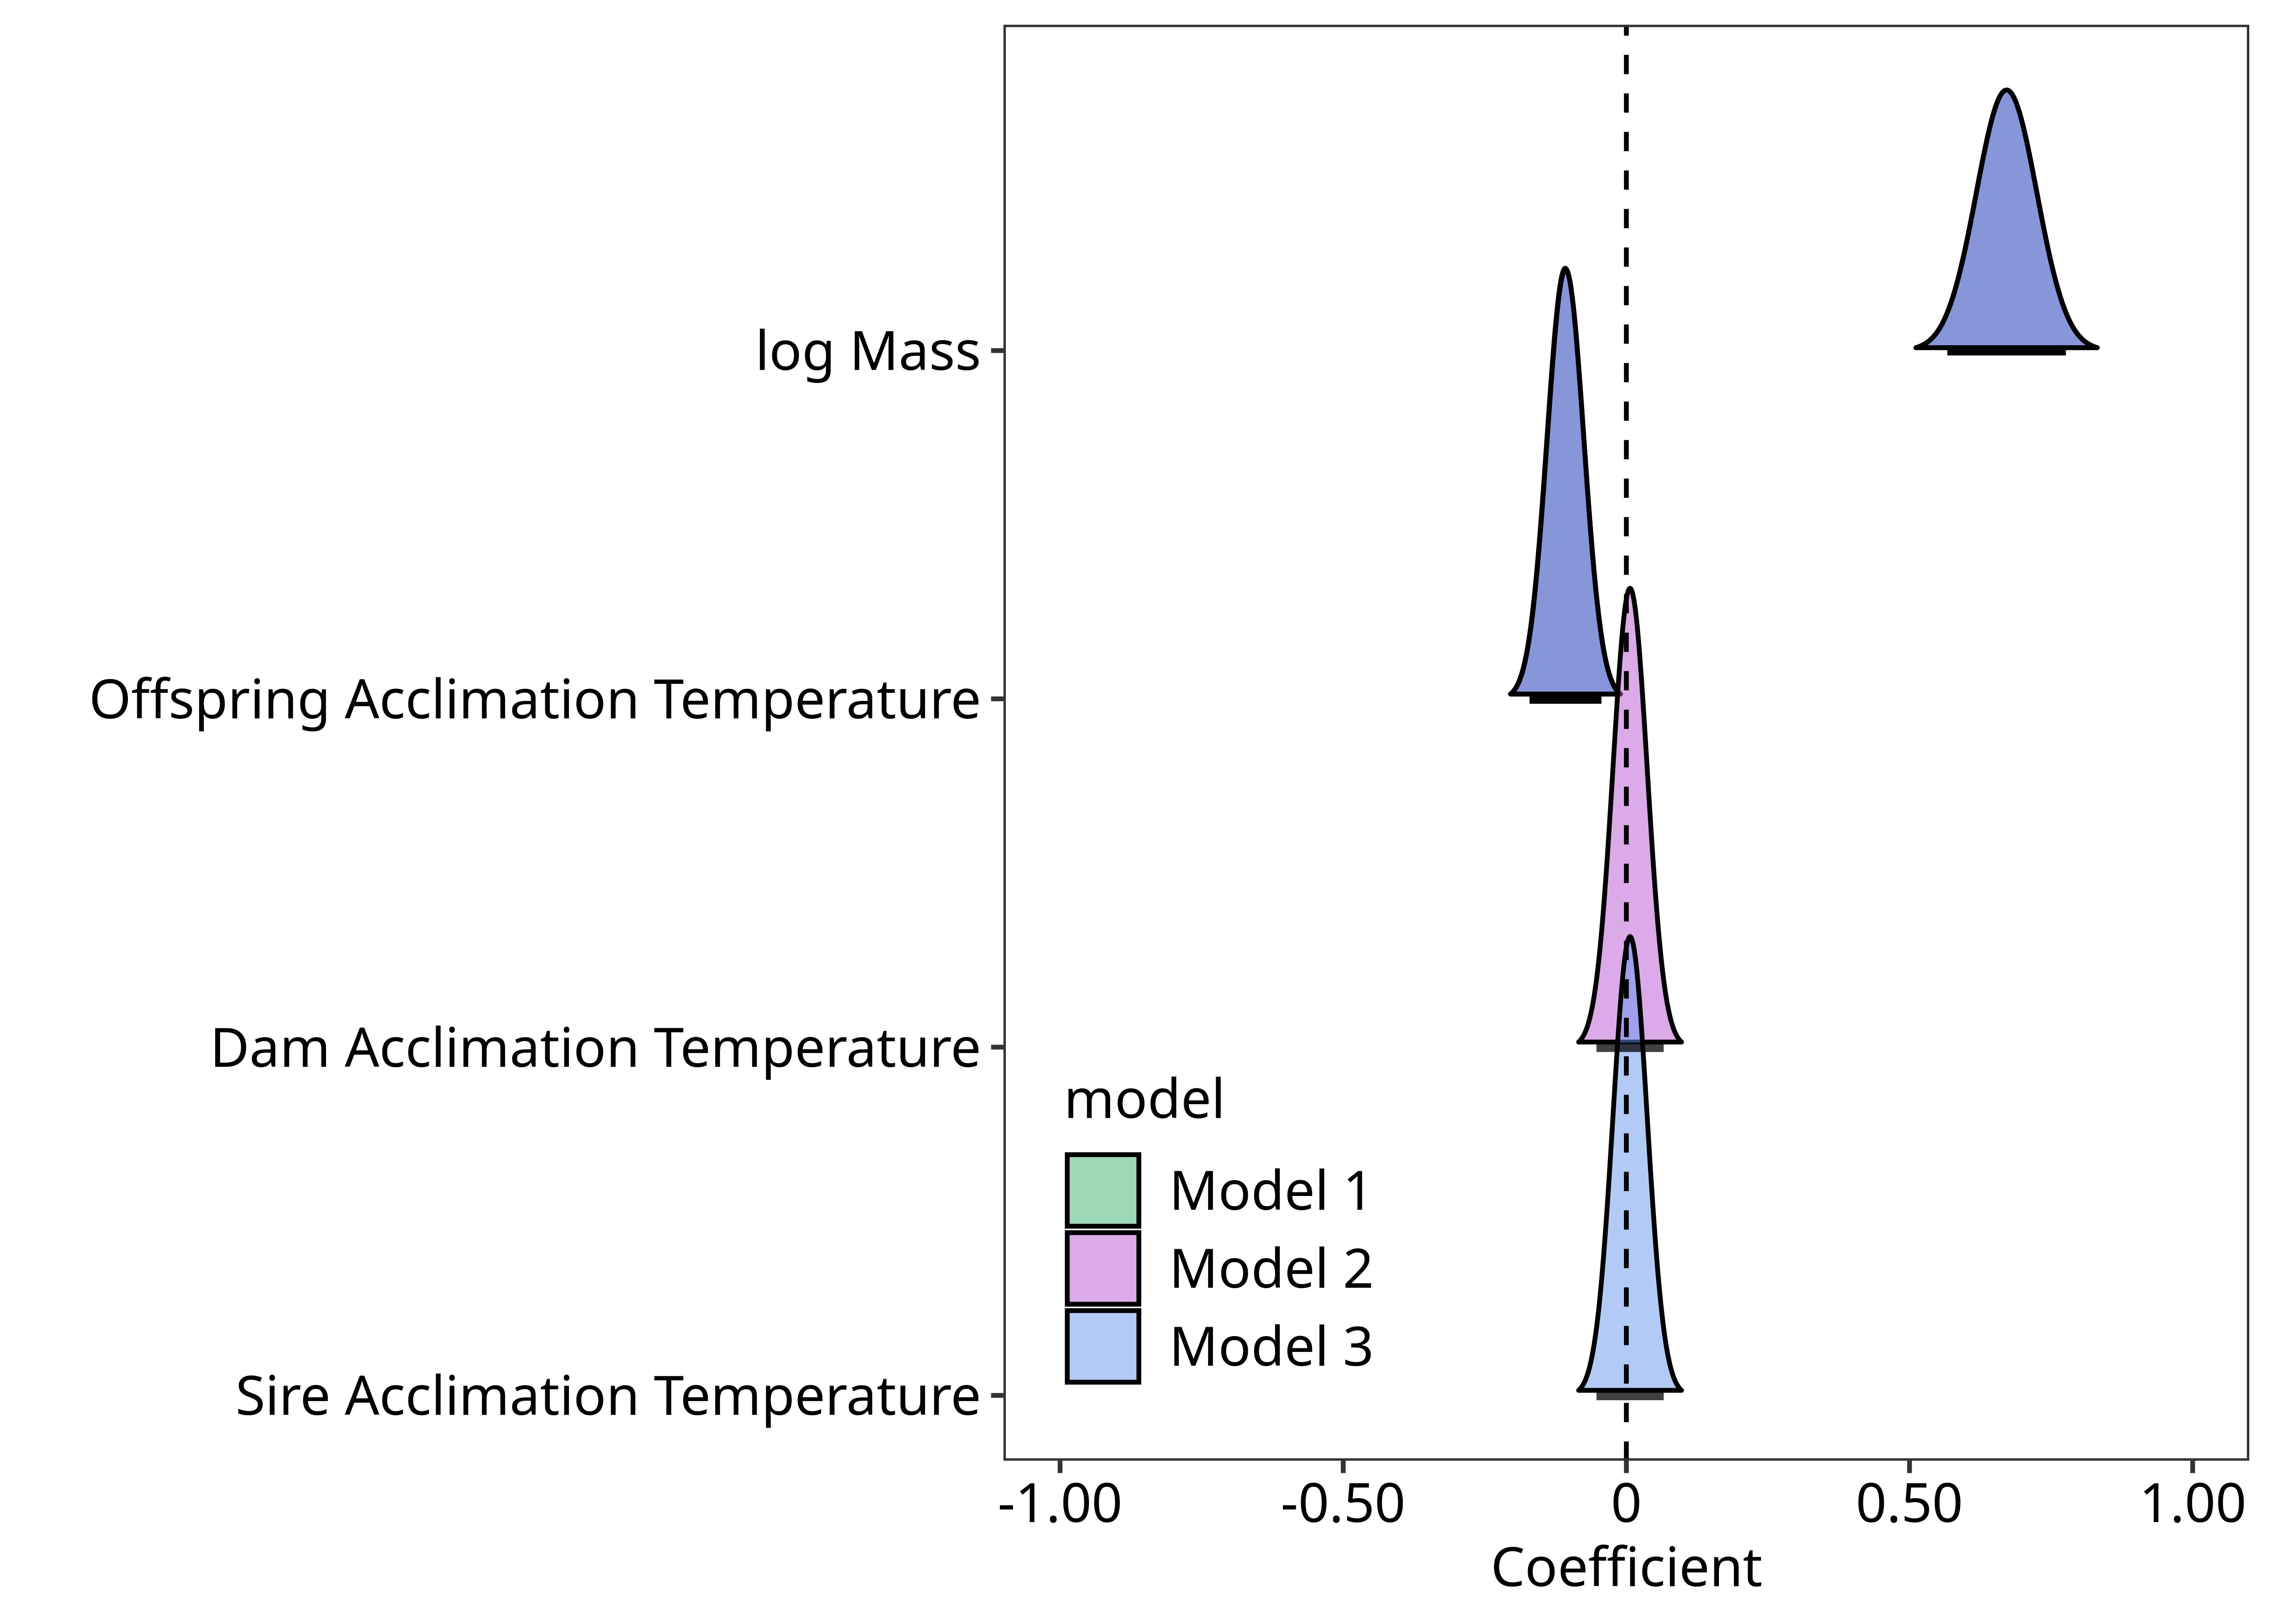 log Mass
Offspring Acclimation Temperature
Dam Acclimation Temperature
Sire Acclimation Temperature
model
Model 1
Model 2
Model 3
-1.00 -0.50 0 0.50 1.00
Coefficient